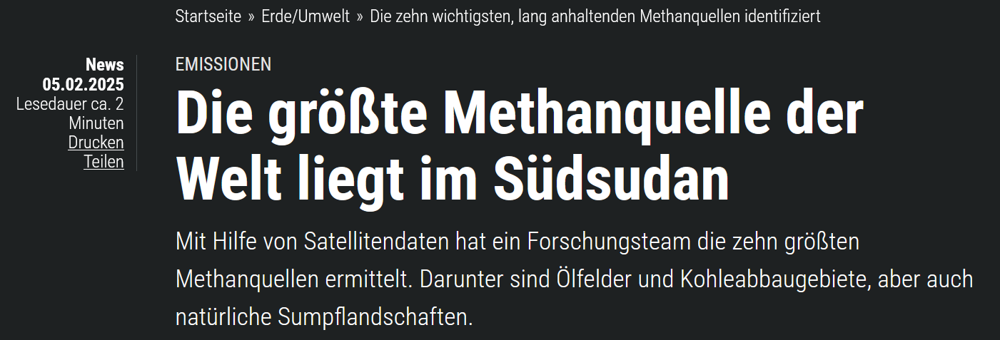 Startseite » Erde/Umwelt » Die zehn wichtigsten, lang anhaltenden Methanquellen identifiziert
News
05.02.2025
Lesedauer ca. 2
Minuten
Drucken
Teilen
EMISSIONEN
Die größte Methanquelle der
Welt liegt im Südsudan
Mit Hilfe von Satellitendaten hat ein Forschungsteam die zehn größten
Methanquellen ermittelt. Darunter sind Ölfelder und Kohleabbaugebiete, aber auch
natürliche Sumpflandschaften.